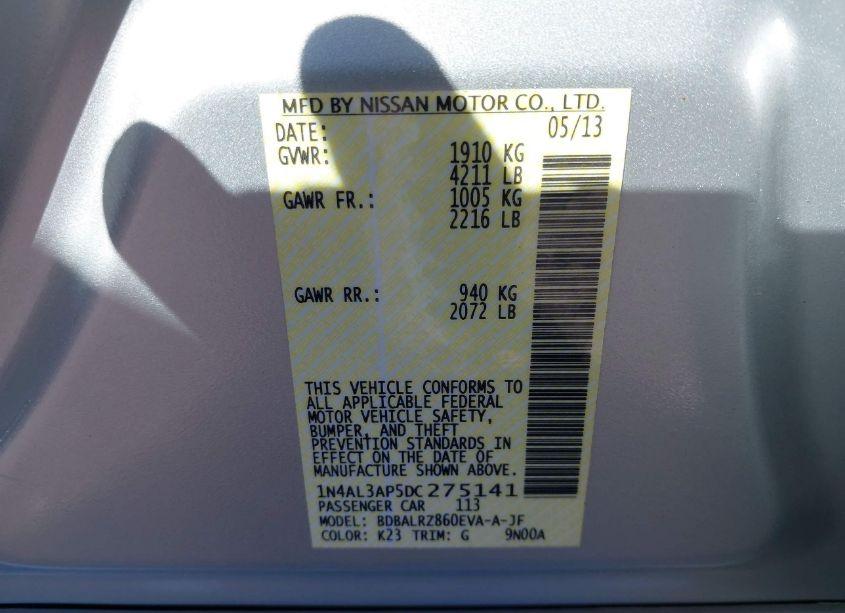 MFD BY NISSAN MOTOR CO., LTD.
DATE: 05/13
GVWR: 1910 KG
4211 LB
GAWR FR.: 1005 KG
2216 LB
GAWR RR.: 940 KG
2072 LB
THIS VEHICLE CONFORMS TO
ALL APPLICABLE FEDERAL
MOTOR VEHICLE SAFETY,
BUMPER, AND THEFT
PREVENTION STANDARDS IN
EFFECT ON THE DATE OF
MANUFACTURE SHOWN ABOVE.
1N4AL3AP5DC275141
PASSENGER CAR 113
MODEL: BDBALRZ860EVA-A-JF
COLOR: K23 TRIM: G 9N00A